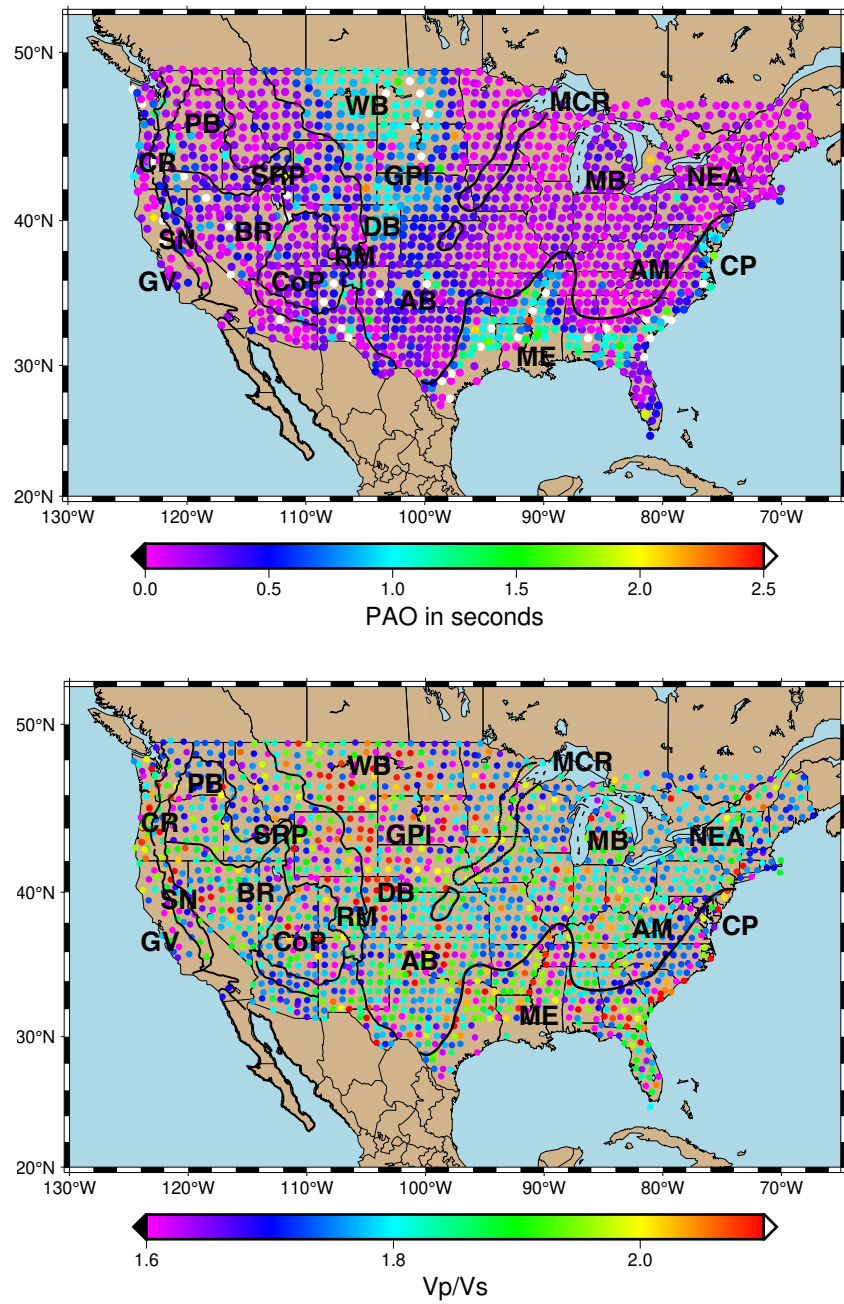 50°N
WB
MCR
PB
CR
SRP
GPI
MB
NEA
40°N
SN
BR
RM
DB
AM
CP
GV
CoP
AB
30°N
ME
20°N
130°W 120°W 110°W 100°W 90°W 80°W 70°W
0.0 0.5 1.0 1.5 2.0 2.5
PAO in seconds
50°N
WB
MCR
PB
CR
SRP
GPI
MB
NEA
40°N
SN
BR
DB
RM
AM
CP
GV
CoP
AB
30°N
ME
20°N
130°W 120°W 110°W 100°W 90°W 80°W 70°W
1.6 1.8 2.0
Vp/Vs